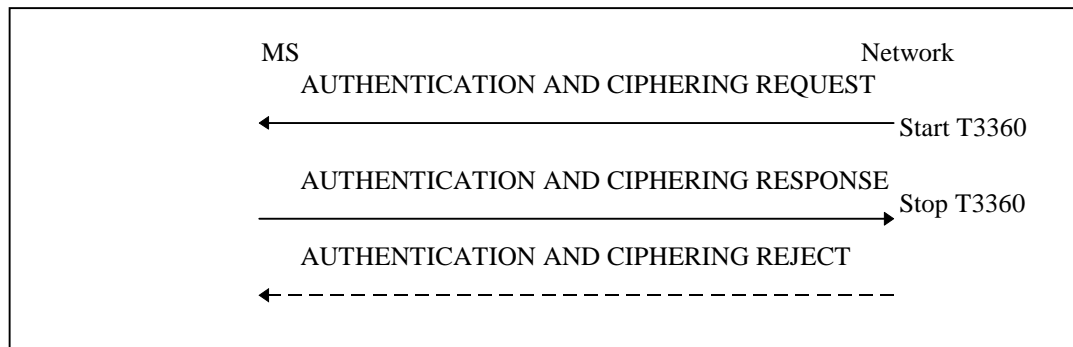 MS Network
AUTHENTICATION AND CIPHERING REQUEST
Start T3360
AUTHENTICATION AND CIPHERING RESPONSE
Stop T3360
AUTHENTICATION AND CIPHERING REJECT